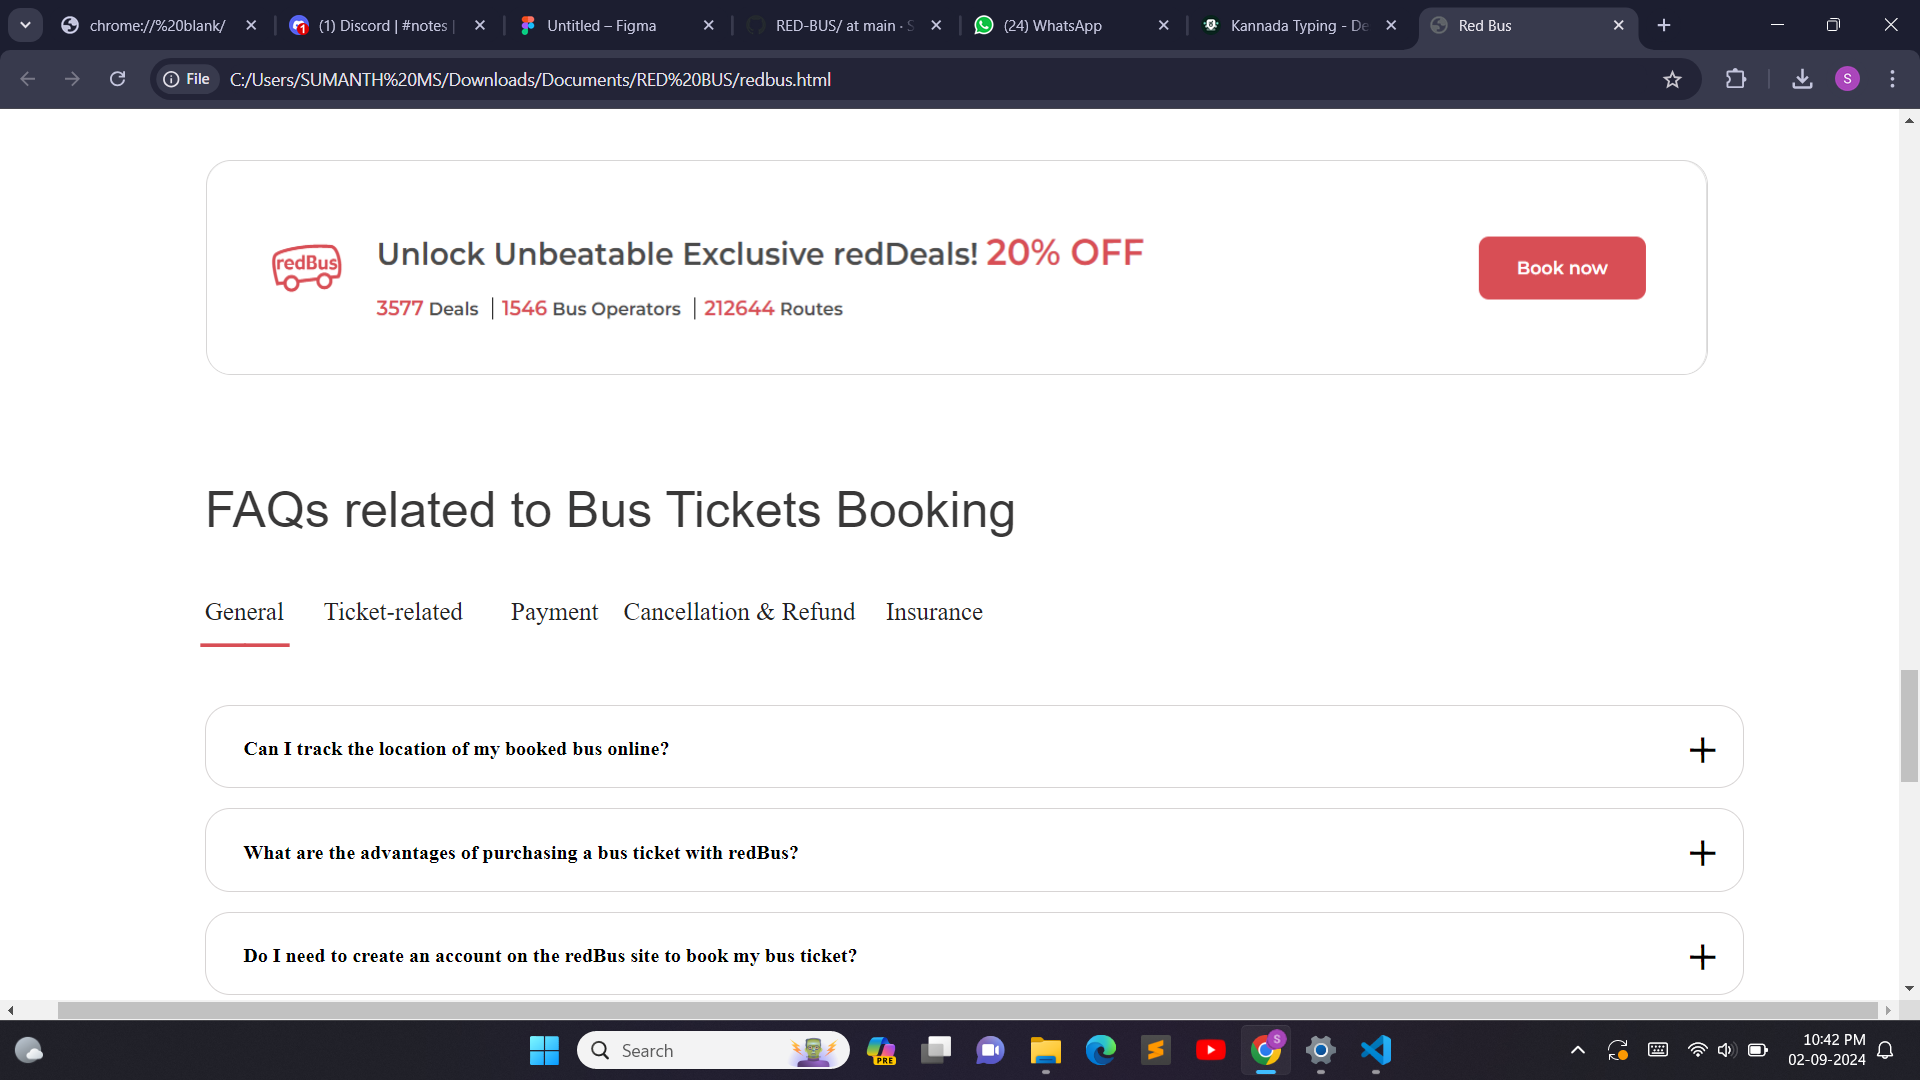 chrome://%20blank/
(1) Discord | #notes |
Untitled – Figma
RED-BUS/ at main · S
(24) WhatsApp
Kannada Typing - De
Red Bus
File
C:/Users/SUMANTH%20MS/Downloads/Documents/RED%20BUS/redbus.html
S
redBus
Unlock Unbeatable Exclusive redDeals! 20% OFF
3577 Deals | 1546 Bus Operators | 212644 Routes
Book now
FAQs related to Bus Tickets Booking
General Ticket-related Payment Cancellation & Refund Insurance
Can I track the location of my booked bus online?
What are the advantages of purchasing a bus ticket with redBus?
Do I need to create an account on the redBus site to book my bus ticket?
Search
PRE
S
10:42 PM
02-09-2024